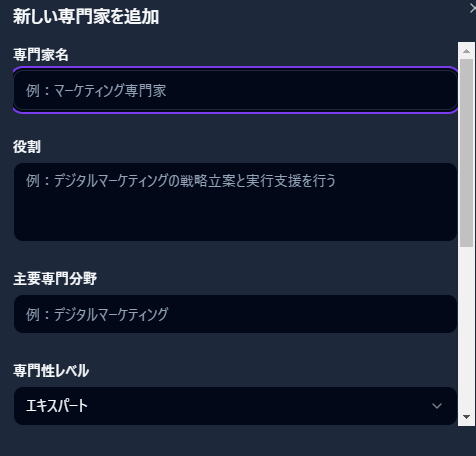 新しい専門家を追加
専門家名
例：マーケティング専門家
役割
例：デジタルマーケティングの戦略立案と実行支援を行う
主要専門分野
例：デジタルマーケティング
専門性レベル
エキスパート